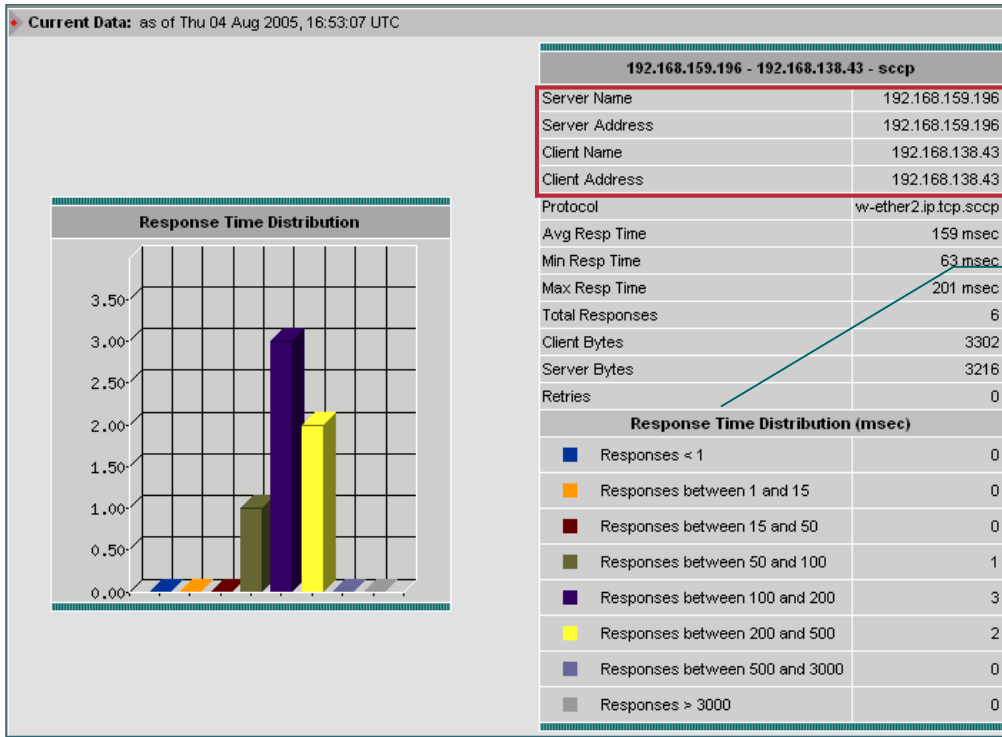 Current Data: as of Thu 04 Aug 2005, 16:53:07 UTC
Response Time Distribution
3.50
3.00
2.50
2.00
1.50
1.00
0.50
0.00
192.168.159.196 - 192.168.138.43 - sccp
Server Name 192.168.159.196
Server Address 192.168.159.196
Client Name 192.168.138.43
Client Address 192.168.138.43
Protocol w-ether2.ip.tcp.sccp
Avg Resp Time 159 msec
Min Resp Time 63 msec
Max Resp Time 201 msec
Total Responses 6
Client Bytes 3302
Server Bytes 3216
Retries 0
Response Time Distribution (msec)
Responses < 1 0
Responses between 1 and 15 0
Responses between 15 and 50 0
Responses between 50 and 100 1
Responses between 100 and 200 3
Responses between 200 and 500 2
Responses between 500 and 3000 0
Responses > 3000 0